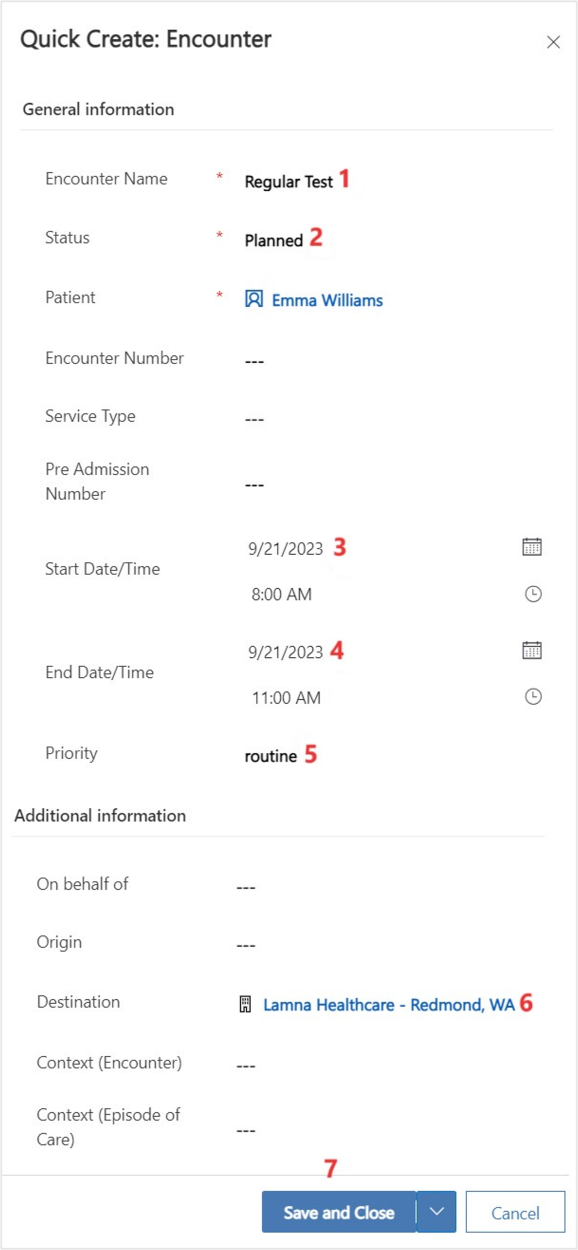 Quick Create: Encounter
General information
Encounter Name * Regular Test 1
Status * Planned 2
Patient * Emma Williams
Encounter Number ---
Service Type ---
Pre Admission
Number ---
9/21/2023 3
Start Date/Time
8:00 AM
9/21/2023 4
End Date/Time
11:00 AM
Priority routine 5
Additional information
On behalf of ---
Origin ---
Destination Lamna Healthcare - Redmond, WA 6
Context (Encounter) ---
Context (Episode of
Care) ---
7
Save and Close Cancel